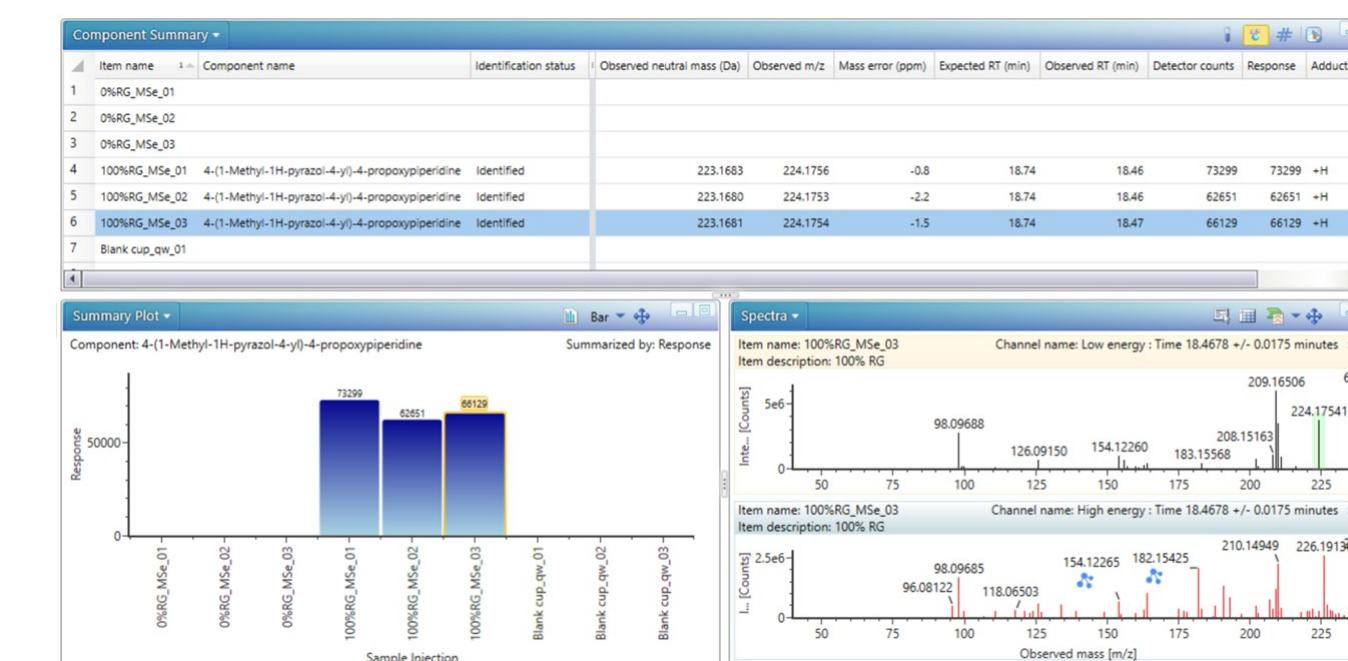 Component Summary
Item name 1 Component name Identification status Observed neutral mass (Da) Observed m/z Mass error (ppm) Expected RT (min) Observed RT (min) Detector counts Response Adduct
1 0%RG_MSe_01
2 0%RG_MSe_02
3 0%RG_MSe_03
4 100%RG_MSe_01 4-(1-Methyl-1H-pyrazol-4-yl)-4-propoxypiperidine Identified 223.1683 224.1756 -0.8 18.74 18.46 73299 73299 +H
5 100%RG_MSe_02 4-(1-Methyl-1H-pyrazol-4-yl)-4-propoxypiperidine Identified 223.1680 224.1753 -2.2 18.74 18.46 62651 62651 +H
6 100%RG_MSe_03 4-(1-Methyl-1H-pyrazol-4-yl)-4-propoxypiperidine Identified 223.1681 224.1754 -1.5 18.74 18.47 66129 66129 +H
7 Blank cup_qw_01
Summary Plot
Bar
Component: 4-(1-Methyl-1H-pyrazol-4-yl)-4-propoxypiperidine
Summarized by: Response
73299
62651
66129
Response
50000
0
0%RG_MSe_01
0%RG_MSe_02
0%RG_MSe_03
100%RG_MSe_01
100%RG_MSe_02
100%RG_MSe_03
Blank cup_qw_01
Blank cup_qw_02
Blank cup_qw_03
Sample Injection
Spectra
Item name: 100%RG_MSe_03 Channel name: Low energy : Time 18.4678 +/- 0.0175 minutes
Item description: 100% RG
Inte... [Counts]
5e6
0
98.09688
126.09150
154.12260
183.15568
208.15163
209.16506
224.17541
50 75 100 125 150 175 200 225
Item name: 100%RG_MSe_03 Channel name: High energy : Time 18.4678 +/- 0.0175 minutes
Item description: 100% RG
I... [Counts]
2.5e6
0
96.08122
98.09685
118.06503
154.12265
182.15425
210.14949
226.1913
50 75 100 125 150 175 200 225
Observed mass [m/z]